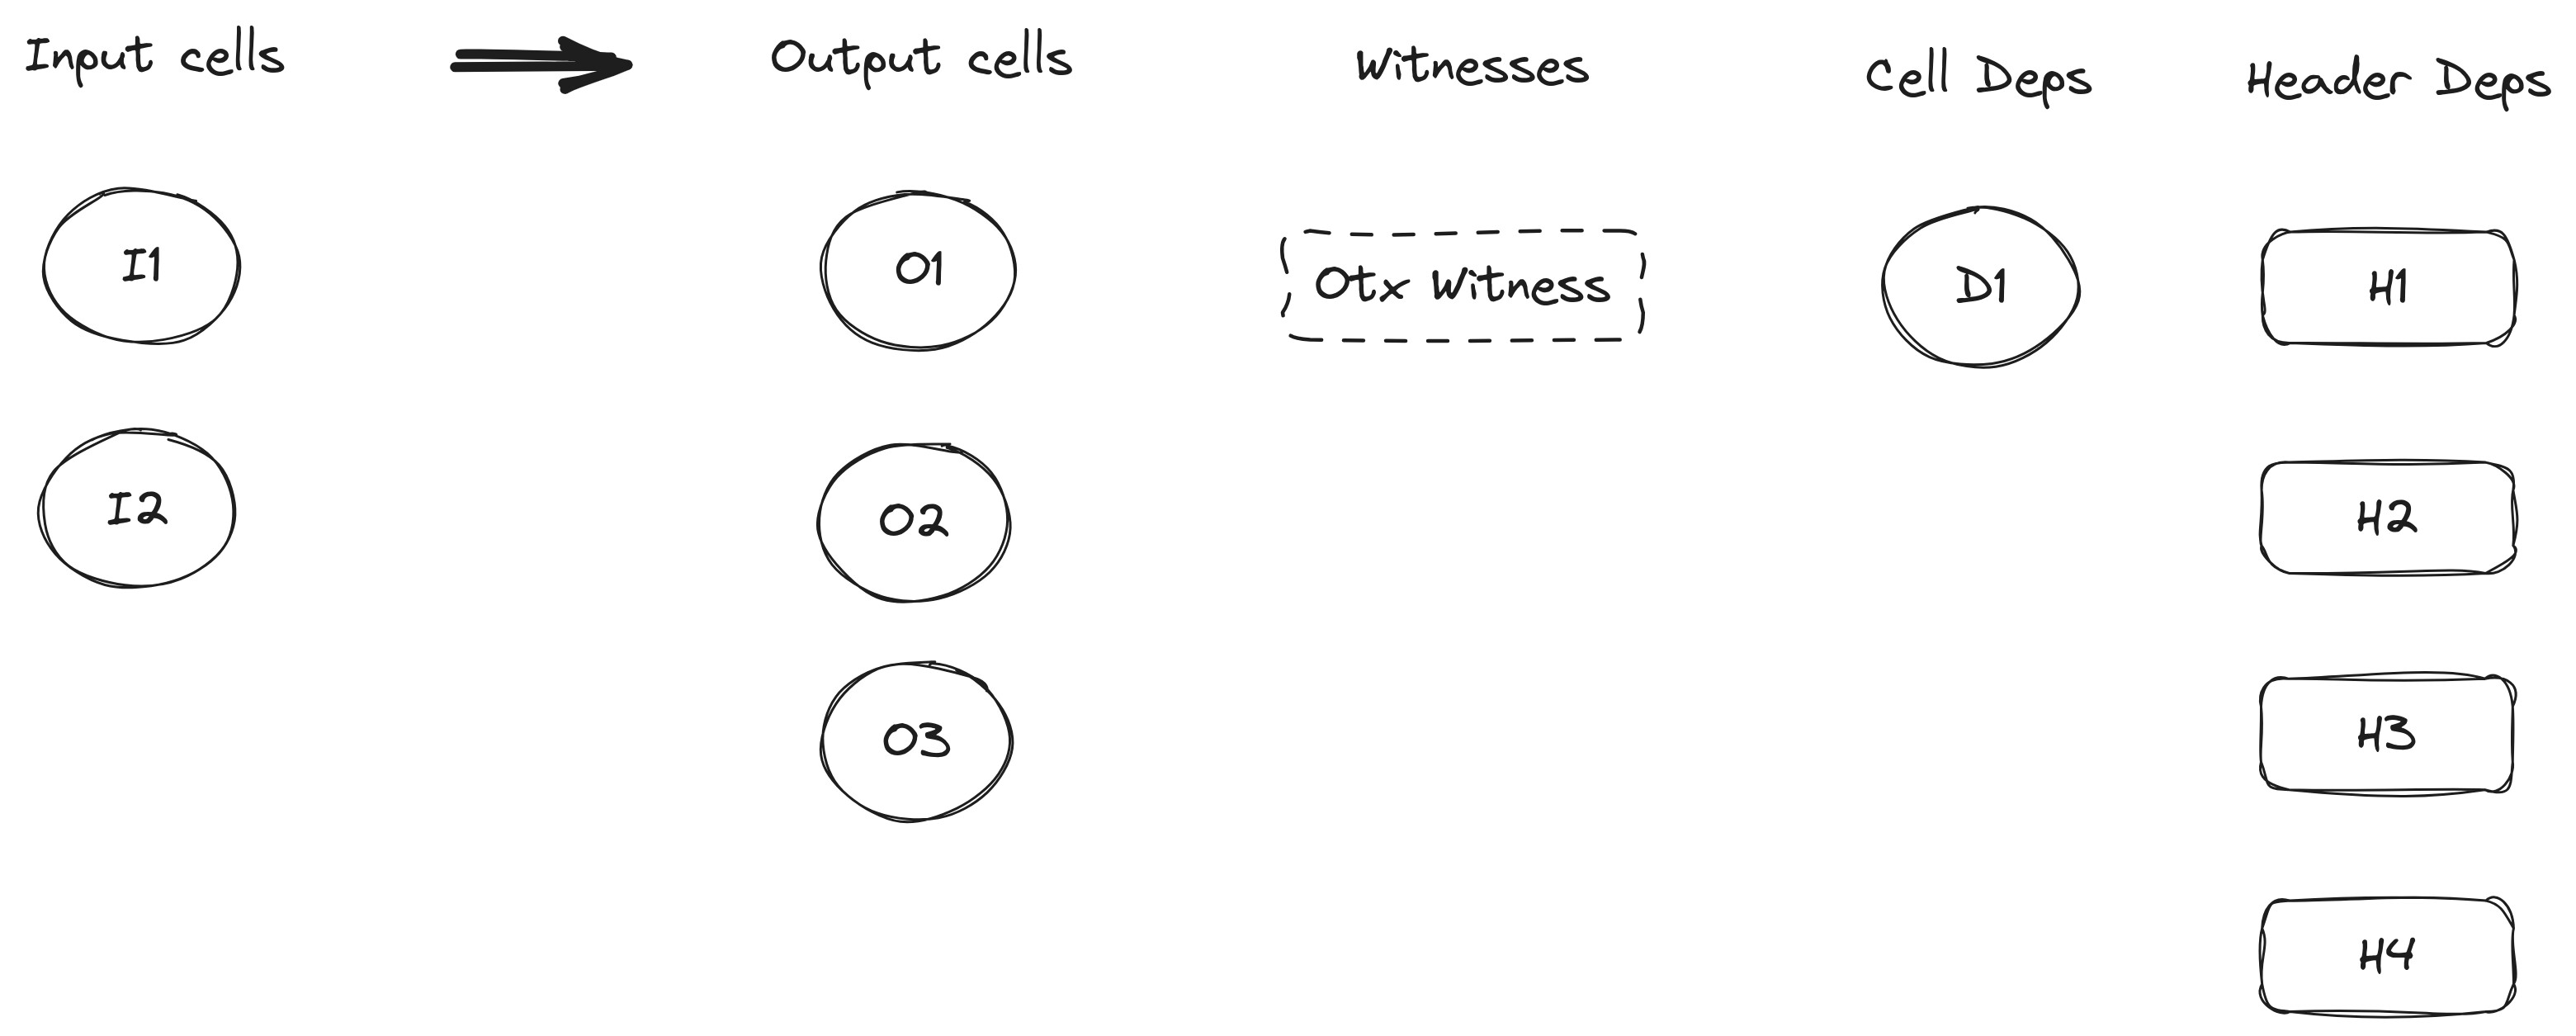 Input cells
Output cells
Witnesses
Cell Deps
Header Deps
I1
O1
Otx Witness
D1
H1
I2
O2
H2
O3
H3
H4